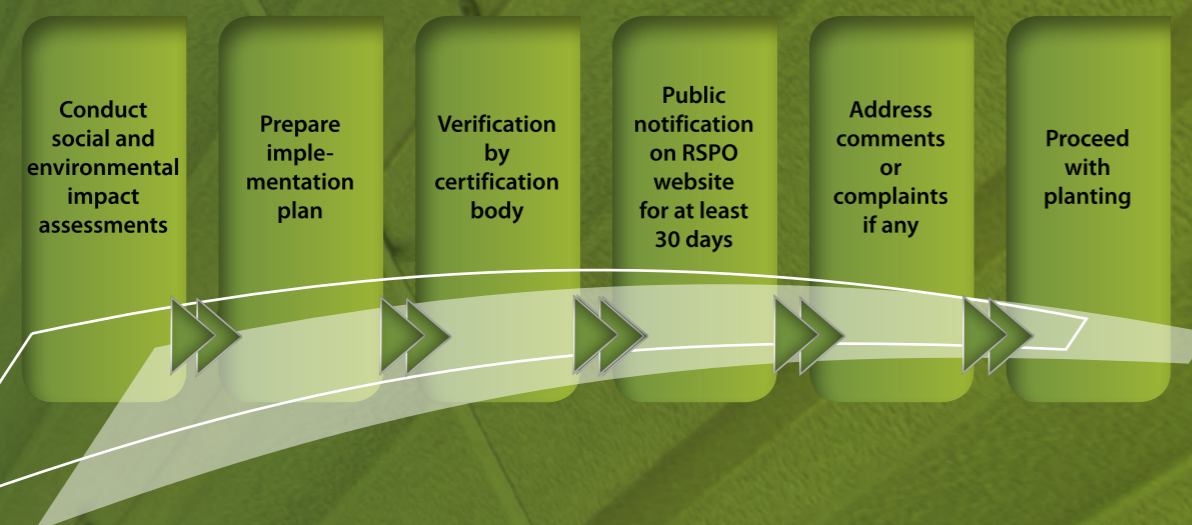 Conduct
social and
environmental
impact
assessments
Prepare
imple-
mentation
plan
Verification
by
certification
body
Public
notification
on RSPO
website
for at least
30 days
Address
comments
or
complaints
if any
Proceed
with
planting